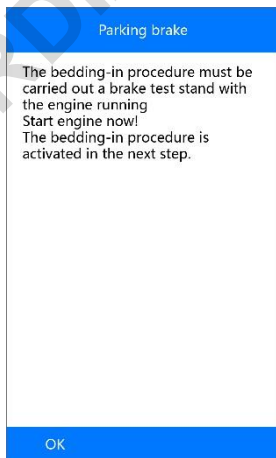 Parking brake
The bedding-in procedure must be
carried out a brake test stand with
the engine running
Start engine now!
The bedding-in procedure is
activated in the next step.
OK